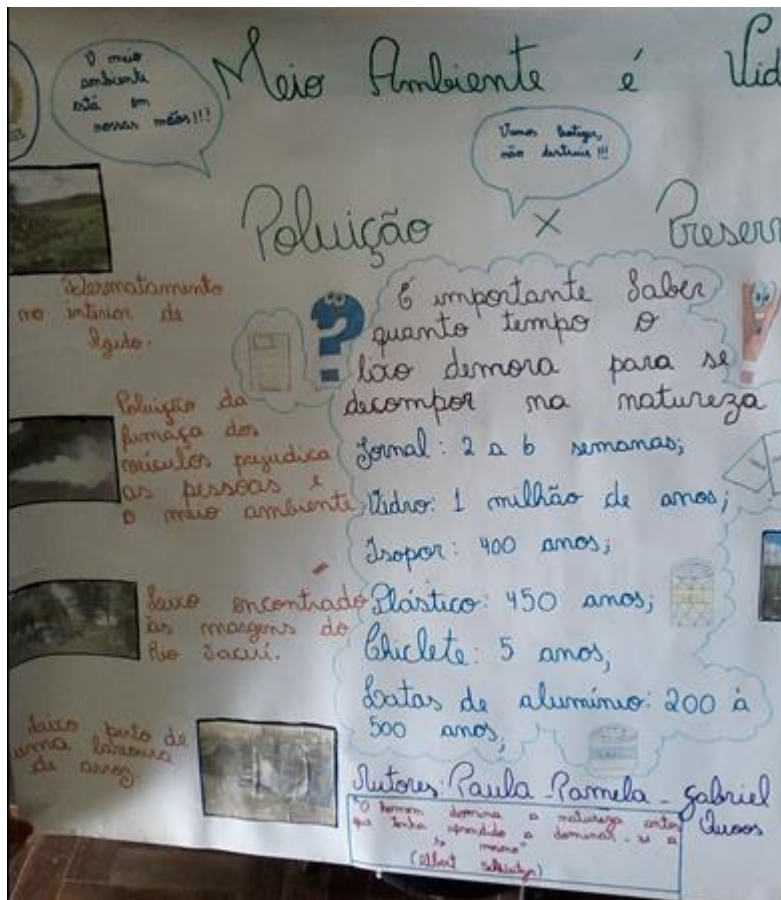 O meio
ambiente
está em
nossas mãos!!!
Meio Ambiente é Vid
Vamos
não destruir!!!
Poluição X Preserv
Desmatamento
no interior de
Agudo.
É importante Saber
quanto tempo o
lixo demora para se
decompor na natureza
Poluição da
fumaça dos
veículos prejudica
as pessoas e
o meio ambiente
Jornal: 2 a 6 semanas;
Vidro: 1 milhão de anos;
Isopor: 400 anos;
Plástico: 450 anos;
Chiclete: 5 anos,
Latas de alumínio: 200 à
500 anos,
Lixo encontrado
às margens do
Rio Jacuí.
Lixo perto de
uma lavoura
de arroz
Autores: Paula - Pamela - Gabriel
Quoos
"O homem domina a natureza antes
que tenha aprendido a dominar-se a
si mesmo"
(Albert